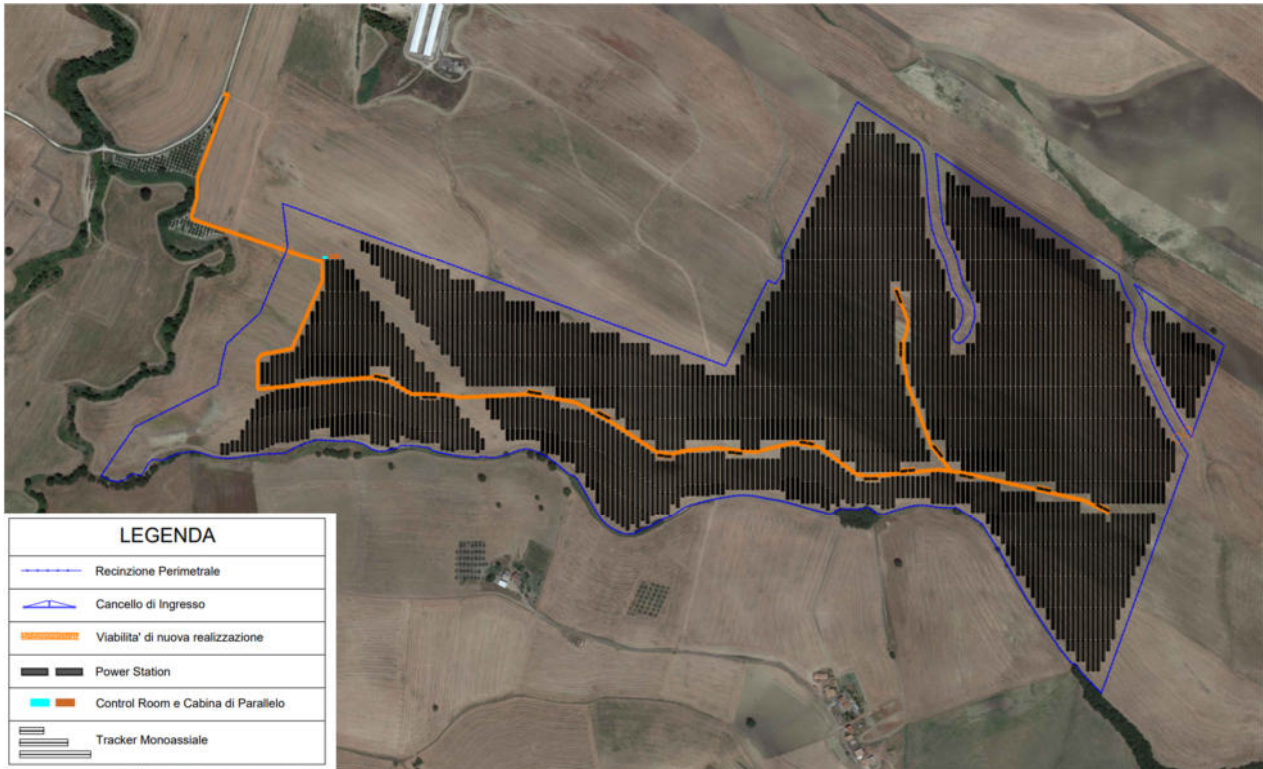 LEGENDA
Recinzione Perimetrale
Cancello di Ingresso
Viabilita' di nuova realizzazione
Power Station
Control Room e Cabina di Parallelo
Tracker Monoassiale